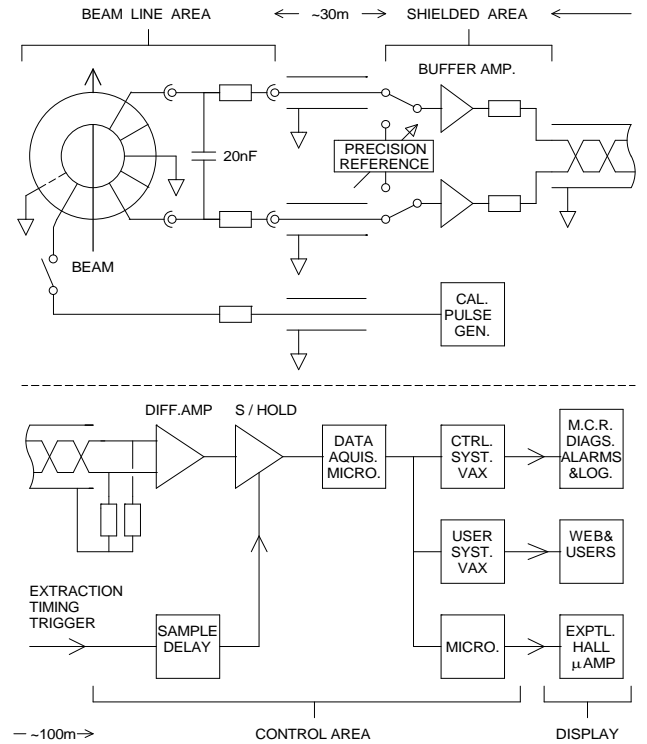 BEAM LINE AREA
~30m
SHIELDED AREA
BUFFER AMP.
20nF
PRECISION
REFERENCE
BEAM
CAL.
PULSE
GEN.
DIFF.AMP
S / HOLD
DATA
AQUIS.
MICRO.
CTRL.
SYST.
VAX
M.C.R.
DIAGS.
ALARMS
&LOG.
USER
SYST.
VAX
WEB&
USERS
EXTRACTION
TIMING
TRIGGER
SAMPLE
DELAY
MICRO.
EXPTL.
HALL
μAMP
~100m
CONTROL AREA
DISPLAY